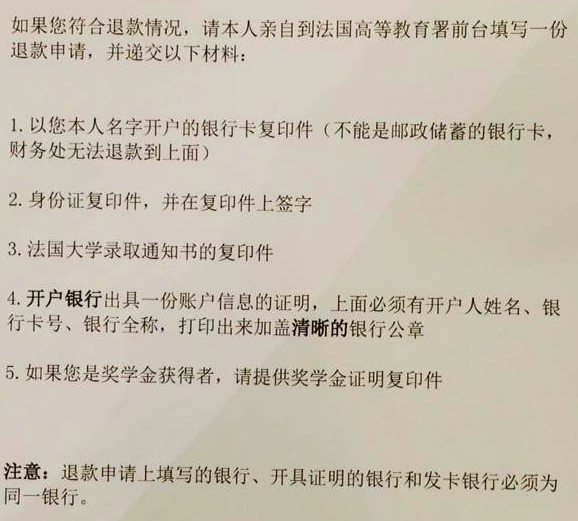 如果您符合退款情况，请本人亲自到法国高等教育署前台填写一份
退款申请，并递交以下材料：
1. 以您本人名字开户的银行卡复印件（不能是邮政储蓄的银行卡，
财务处无法退款到上面）
2. 身份证复印件，并在复印件上签字
3. 法国大学录取通知书的复印件
4. 开户银行出具一份账户信息的证明，上面必须有开户人姓名、银
行卡号、银行全称，打印出来加盖清晰的银行公章
5. 如果您是奖学金获得者，请提供奖学金证明复印件
注意：退款申请上填写的银行、开具证明的银行和发卡银行必须为
同一银行。